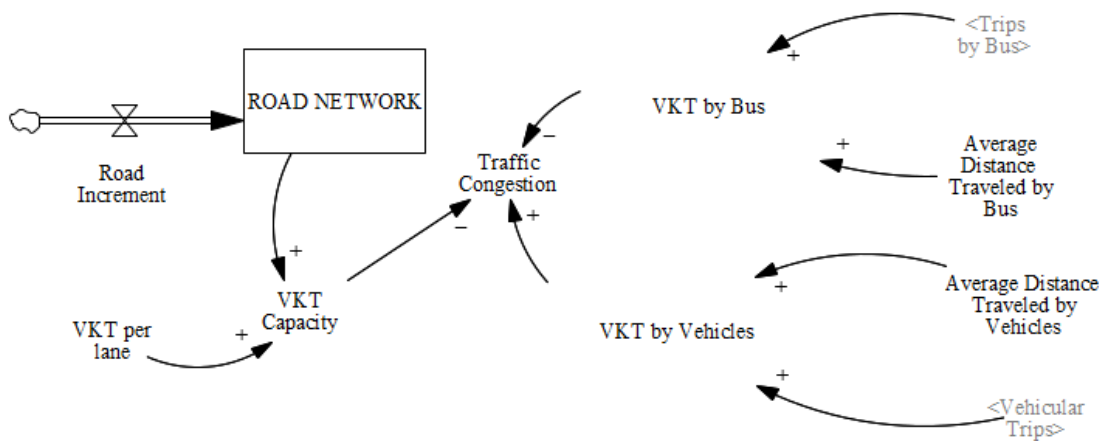 <Trips
by Bus>
+
ROAD NETWORK
VKT by Bus
Road
Increment
−
Traffic
Congestion
+
Average
Distance
Traveled by
Bus
+
−
+
VKT
Capacity
VKT per
lane
+
VKT by Vehicles
+
Average Distance
Traveled by
Vehicles
+
<Vehicular
Trips>